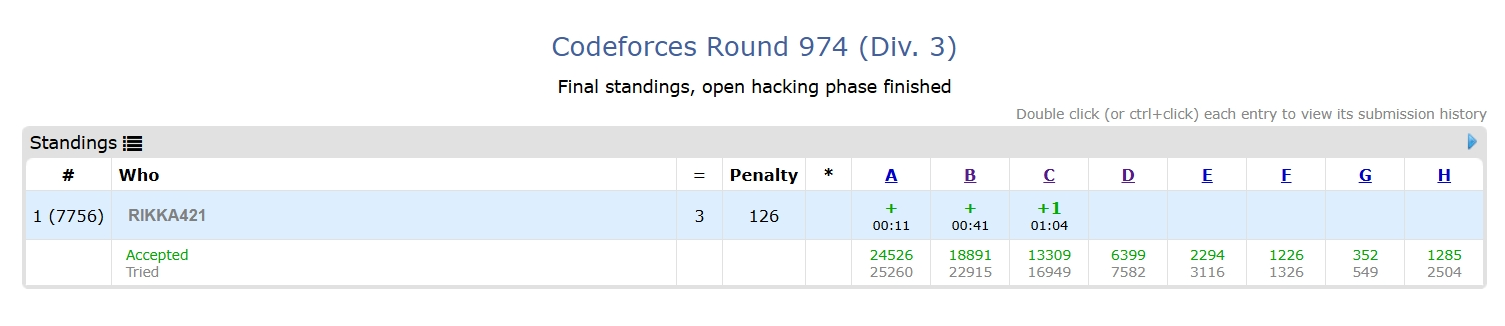 Codeforces Round 974 (Div. 3)
Final standings, open hacking phase finished
Double click (or ctrl+click) each entry to view its submission history
Standings
# Who = Penalty * A B C D E F G H
1 (7756) RIKKA421 3 126 + + +1
00:11 00:41 01:04
Accepted 24526 18891 13309 6399 2294 1226 352 1285
Tried 25260 22915 16949 7582 3116 1326 549 2504